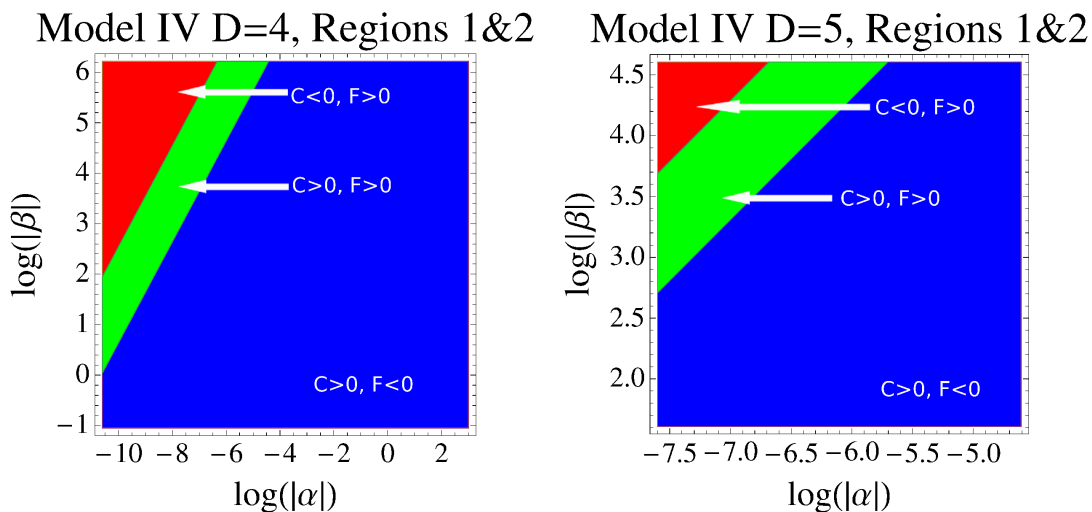 Model IV D=4, Regions 1&2
6
5
4
3
2
1
0
−1
log(|β|)
C<0, F>0
C>0, F>0
C>0, F<0
−10 −8 −6 −4 −2 0 2
log(|α|)
Model IV D=5, Regions 1&2
4.5
4.0
3.5
3.0
2.5
2.0
log(|β|)
C<0, F>0
C>0, F>0
C>0, F<0
−7.5 −7.0 −6.5 −6.0 −5.5 −5.0
log(|α|)